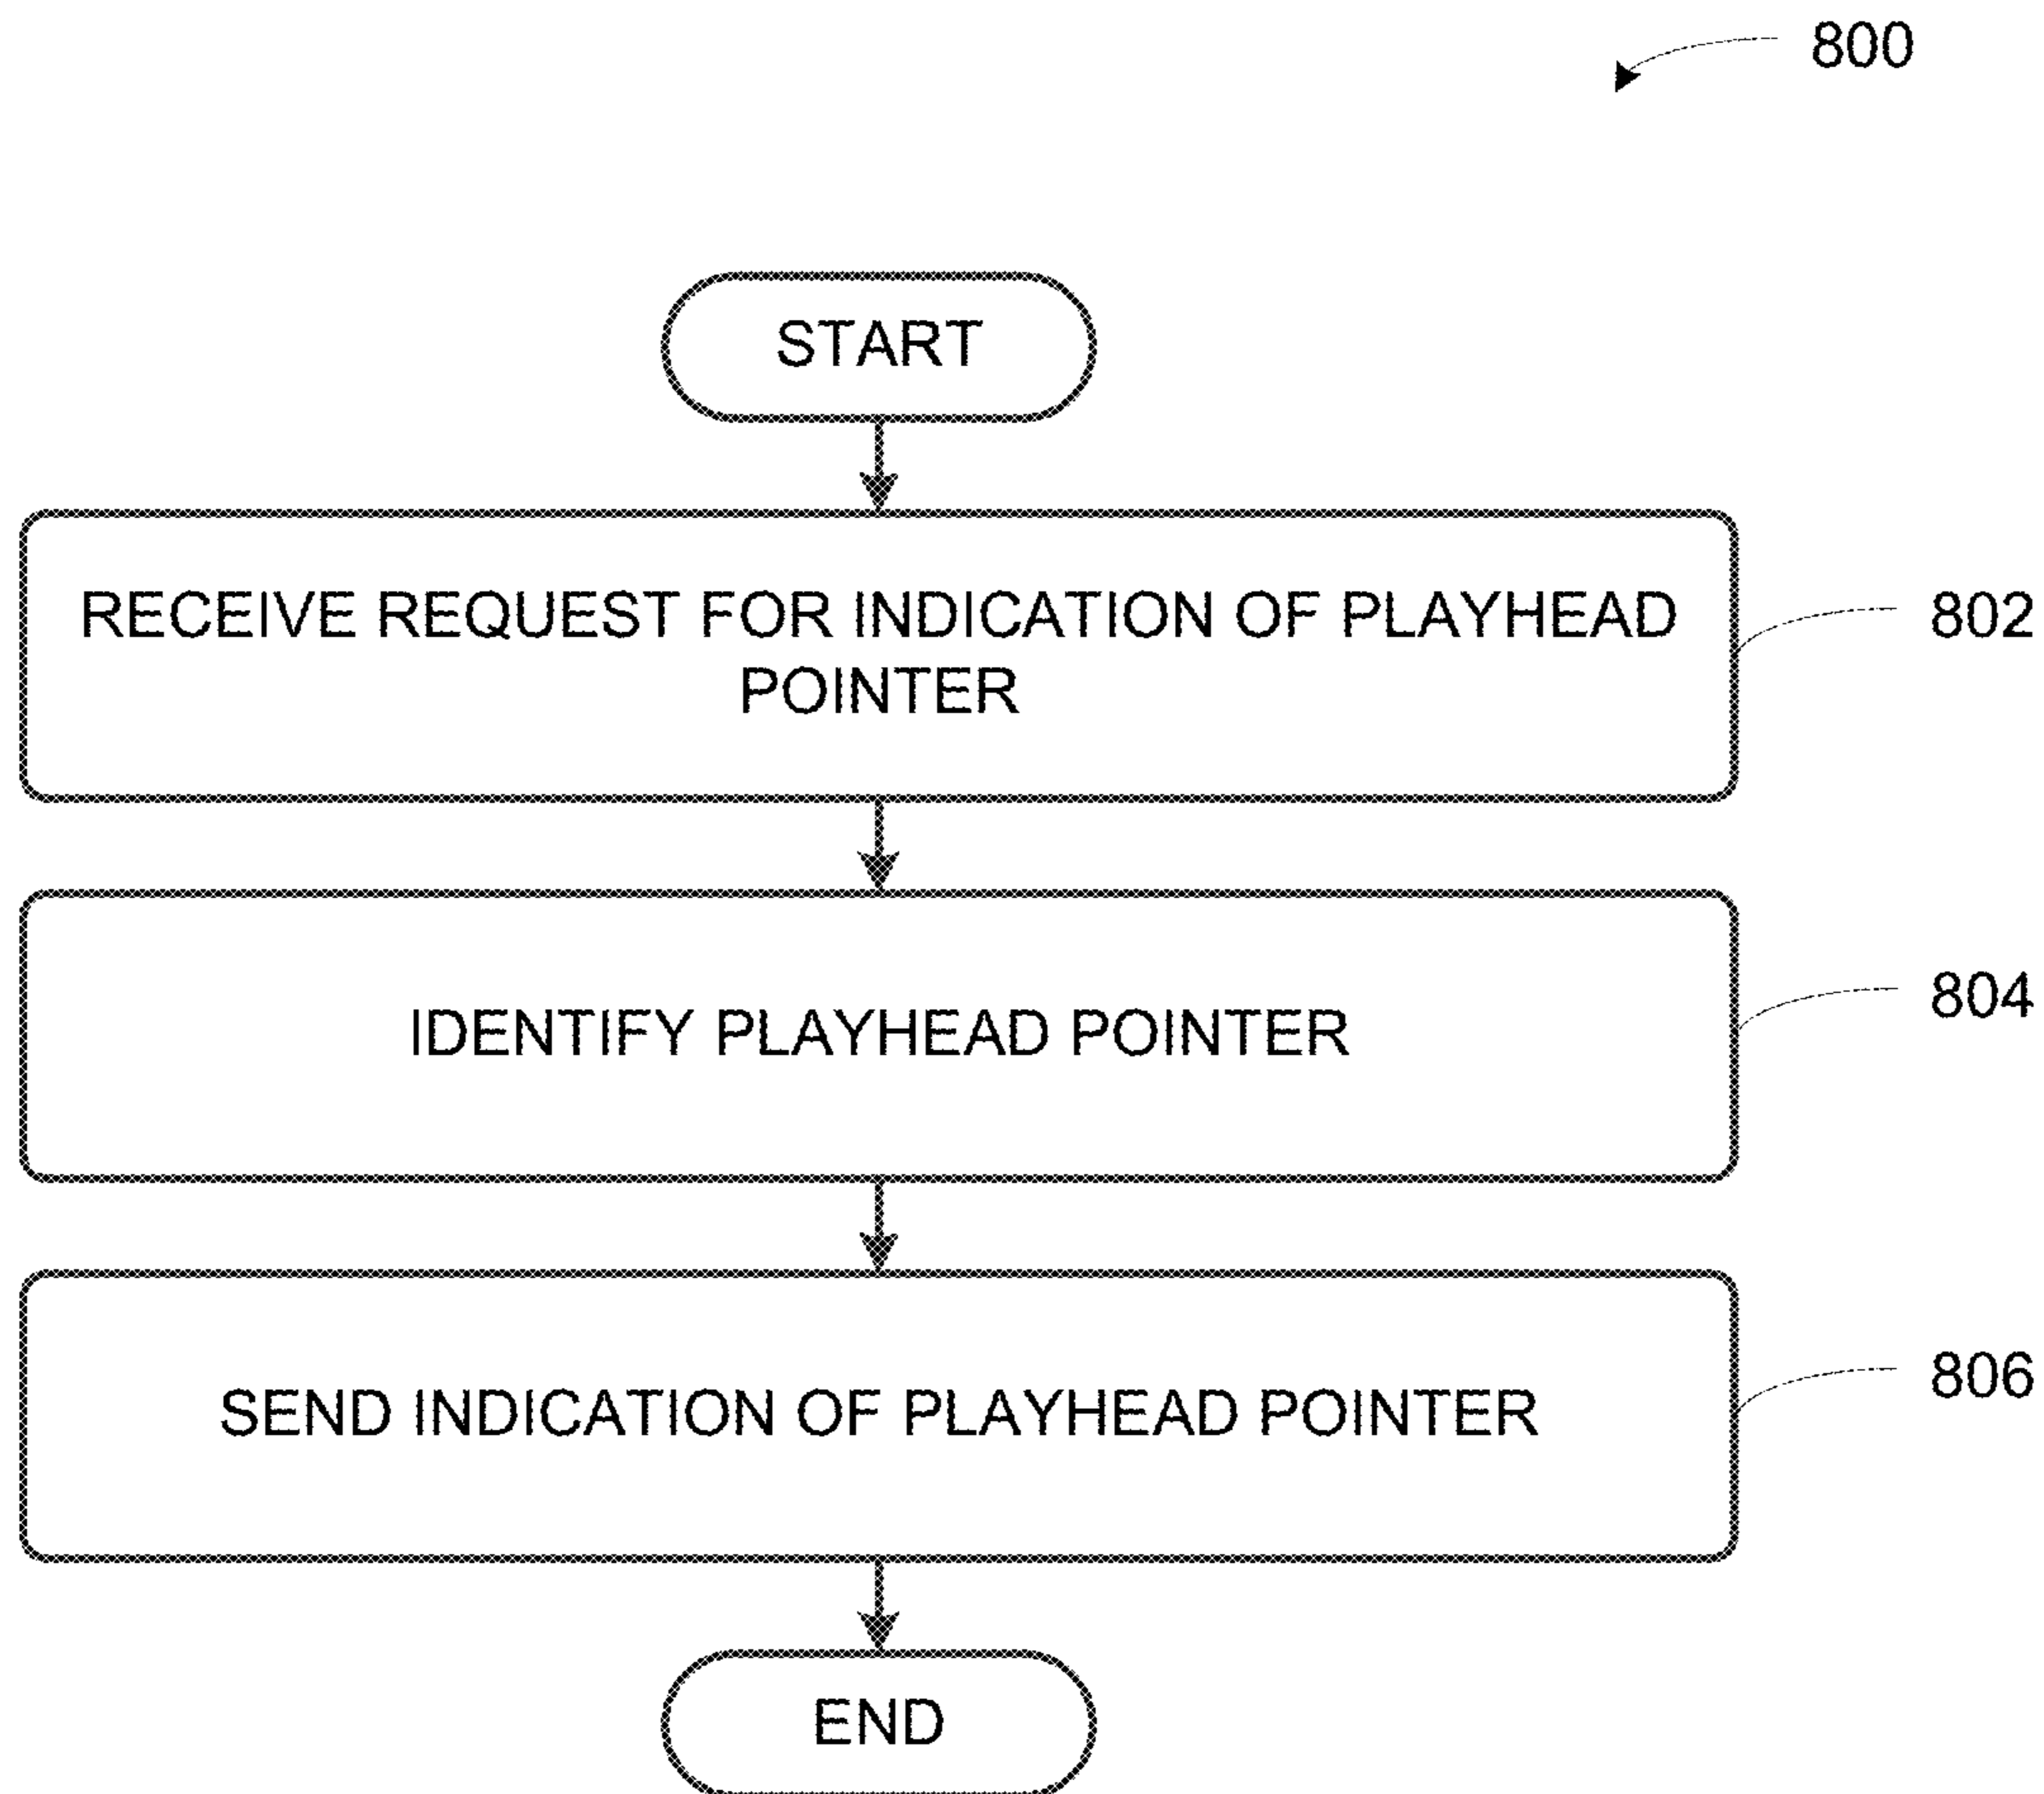 800
START
RECEIVE REQUEST FOR INDICATION OF PLAYHEAD
POINTER
802
IDENTIFY PLAYHEAD POINTER
804
SEND INDICATION OF PLAYHEAD POINTER
806
END